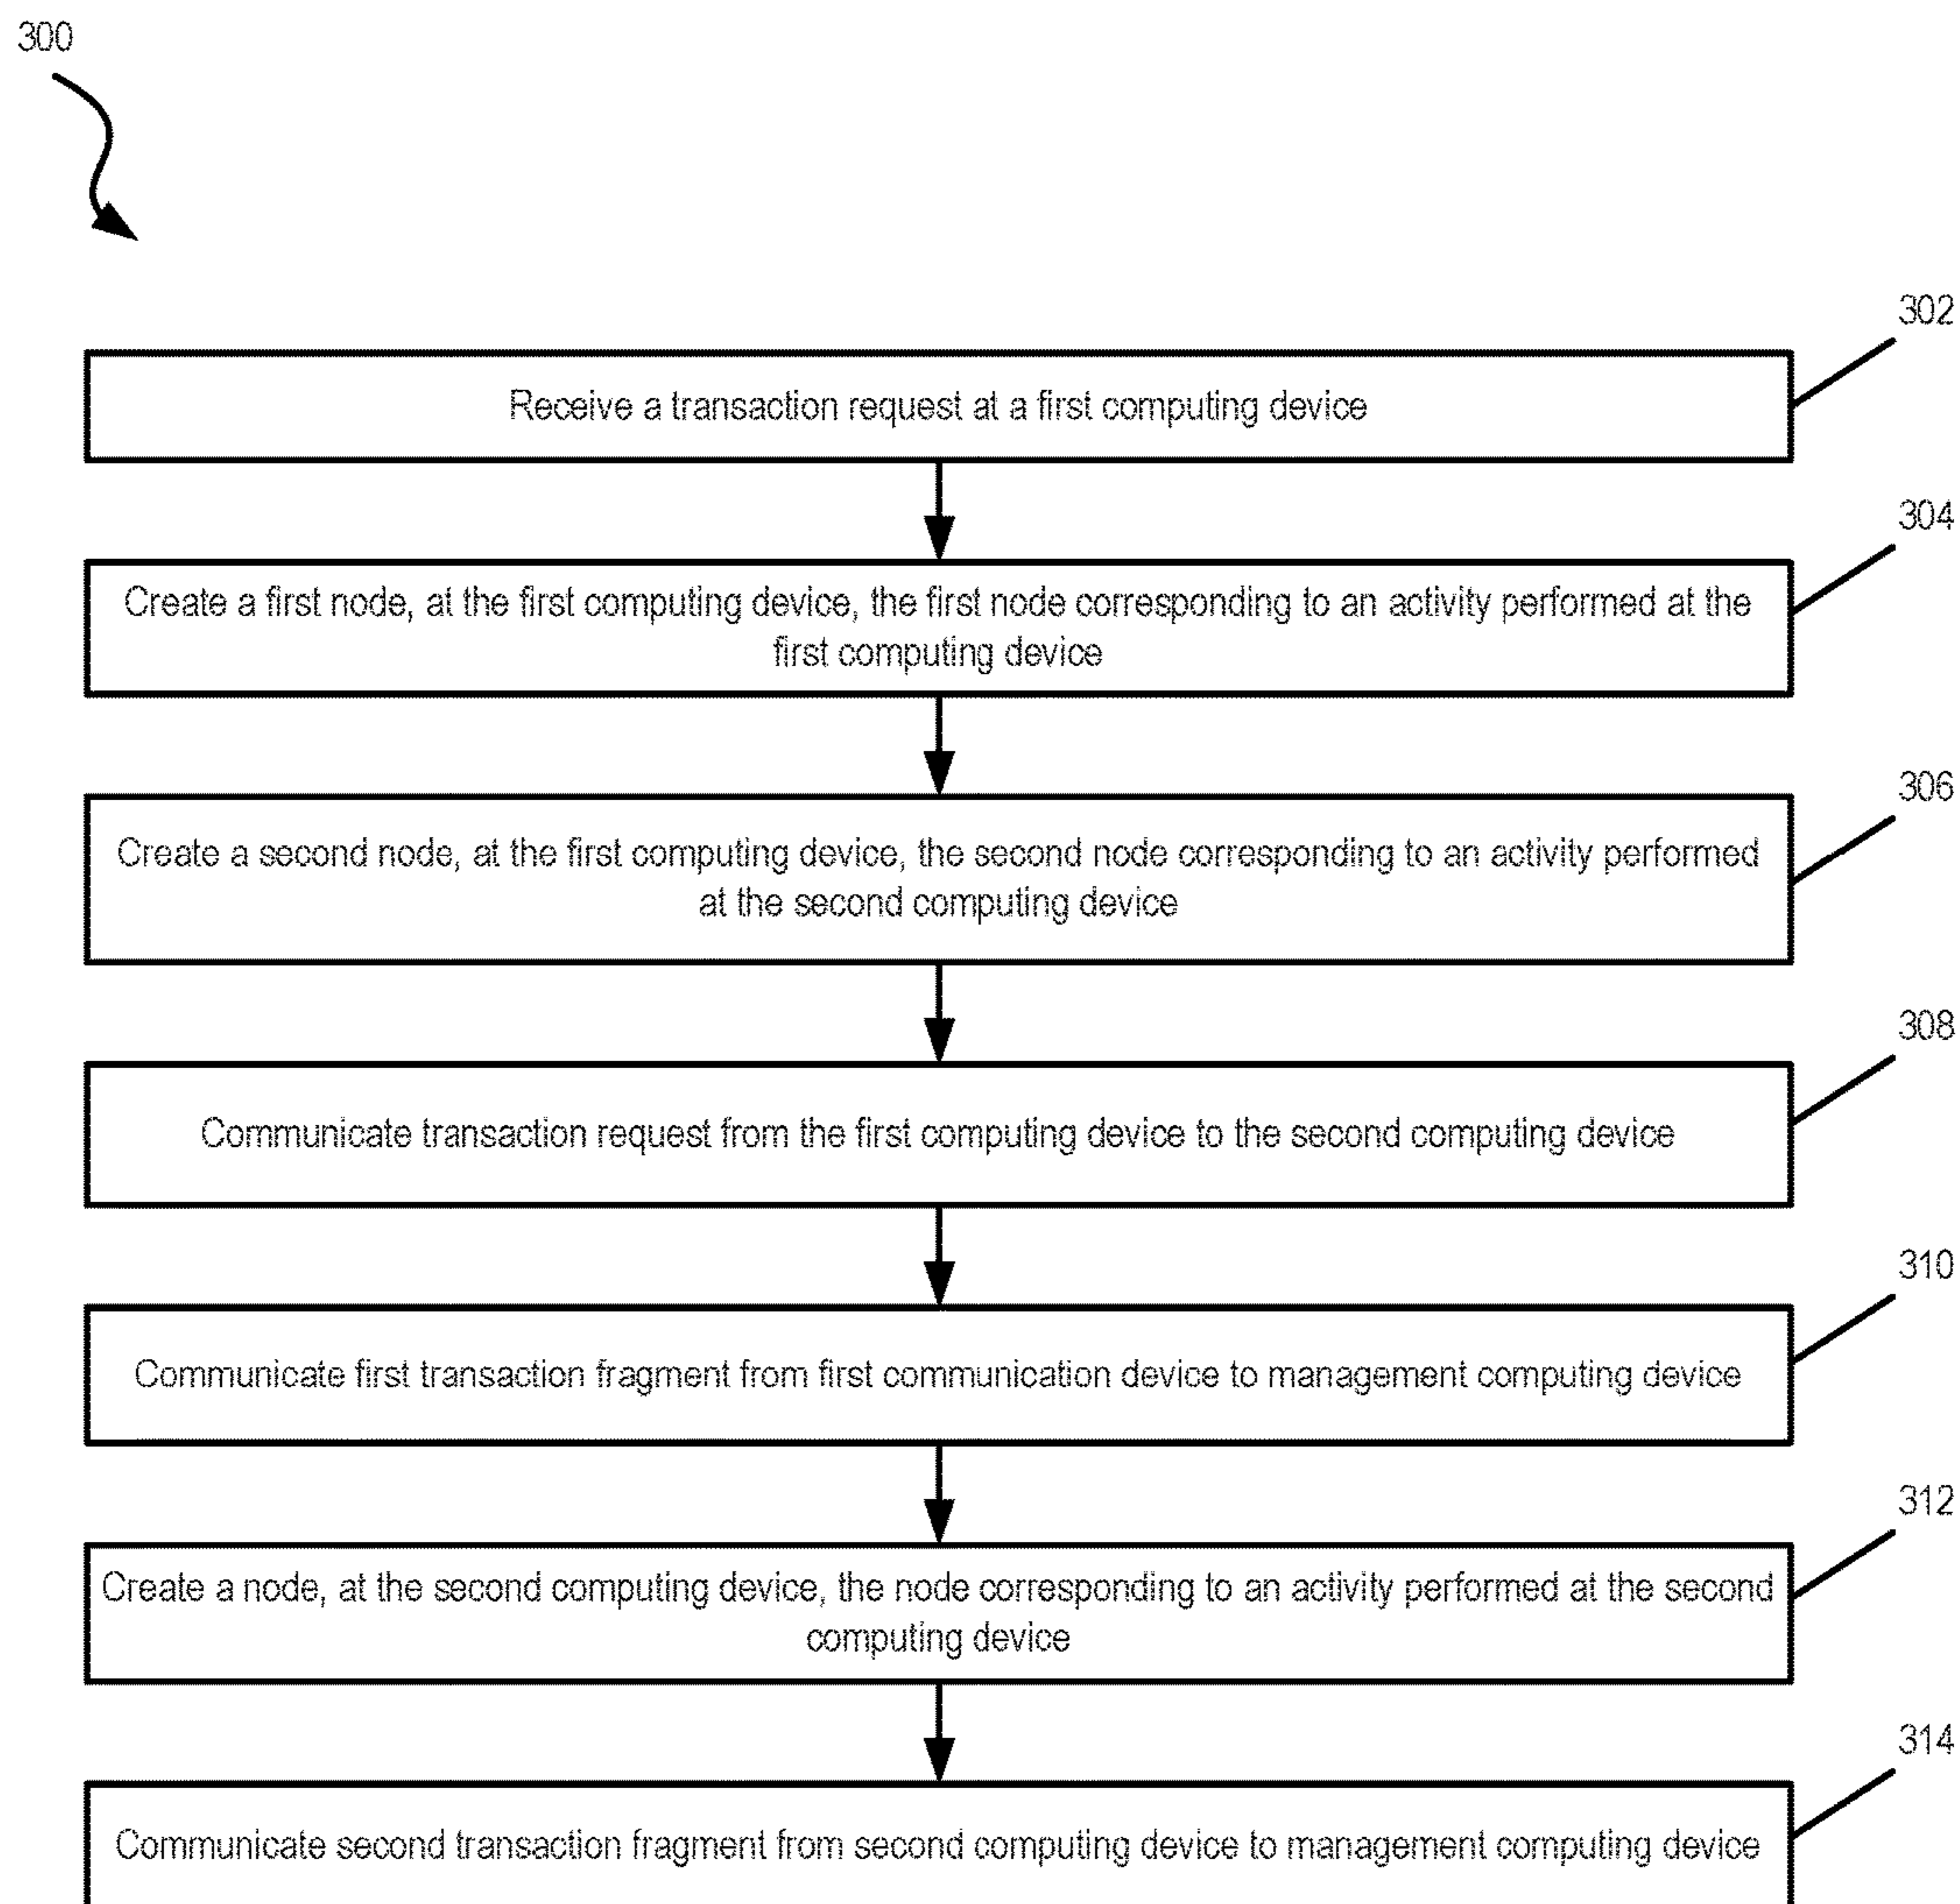 300
302
Receive a transaction request at a first computing device
304
Create a first node, at the first computing device, the first node corresponding to an activity performed at the
first computing device
306
Create a second node, at the first computing device, the second node corresponding to an activity performed
at the second computing device
308
Communicate transaction request from the first computing device to the second computing device
310
Communicate first transaction fragment from first communication device to management computing device
312
Create a node, at the second computing device, the node corresponding to an activity performed at the second
computing device
314
Communicate second transaction fragment from second computing device to management computing device